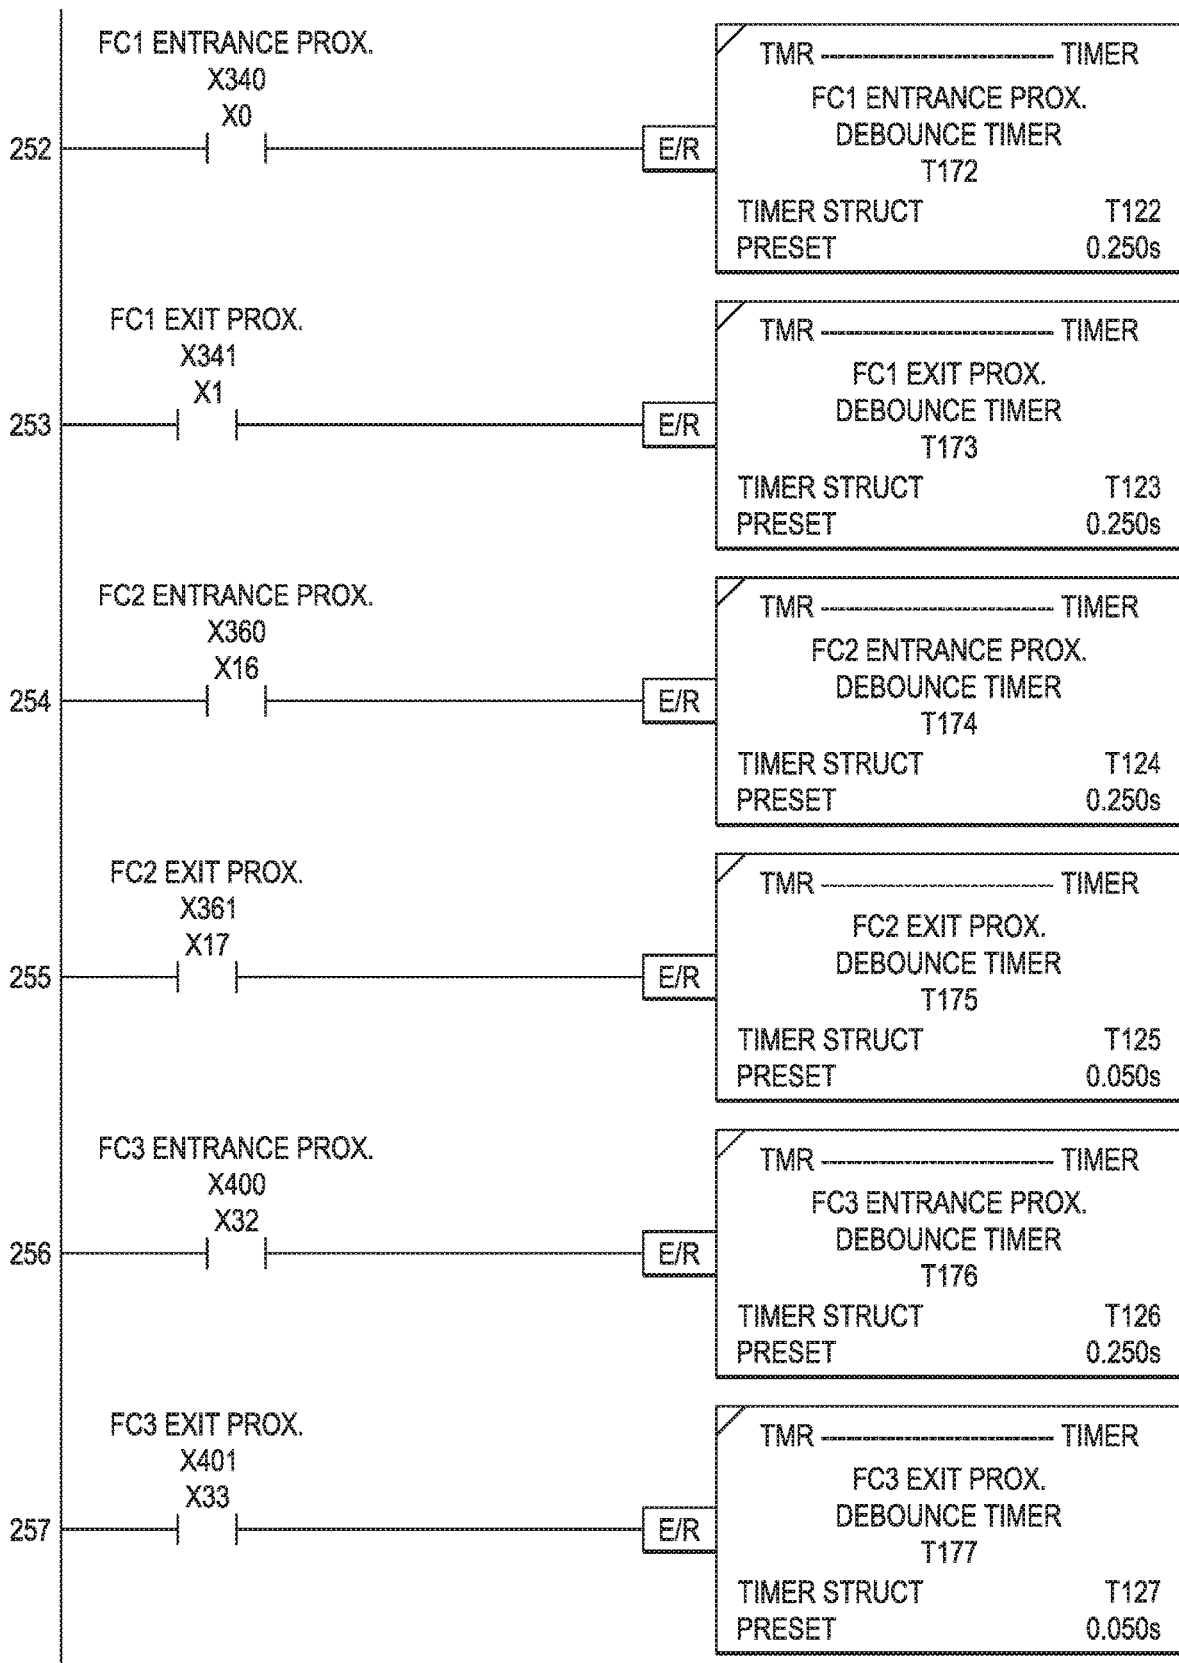 FC1 ENTRANCE PROX.
X340
X0
252
E/R
TMR TIMER
FC1 ENTRANCE PROX.
DEBOUNCE TIMER
T172
TIMER STRUCT T122
PRESET 0.250s
FC1 EXIT PROX.
X341
X1
253
E/R
TMR TIMER
FC1 EXIT PROX.
DEBOUNCE TIMER
T173
TIMER STRUCT T123
PRESET 0.250s
FC2 ENTRANCE PROX.
X360
X16
254
E/R
TMR TIMER
FC2 ENTRANCE PROX.
DEBOUNCE TIMER
T174
TIMER STRUCT T124
PRESET 0.250s
FC2 EXIT PROX.
X361
X17
255
E/R
TMR TIMER
FC2 EXIT PROX.
DEBOUNCE TIMER
T175
TIMER STRUCT T125
PRESET 0.050s
FC3 ENTRANCE PROX.
X400
X32
256
E/R
TMR TIMER
FC3 ENTRANCE PROX.
DEBOUNCE TIMER
T176
TIMER STRUCT T126
PRESET 0.250s
FC3 EXIT PROX.
X401
X33
257
E/R
TMR TIMER
FC3 EXIT PROX.
DEBOUNCE TIMER
T177
TIMER STRUCT T127
PRESET 0.050s